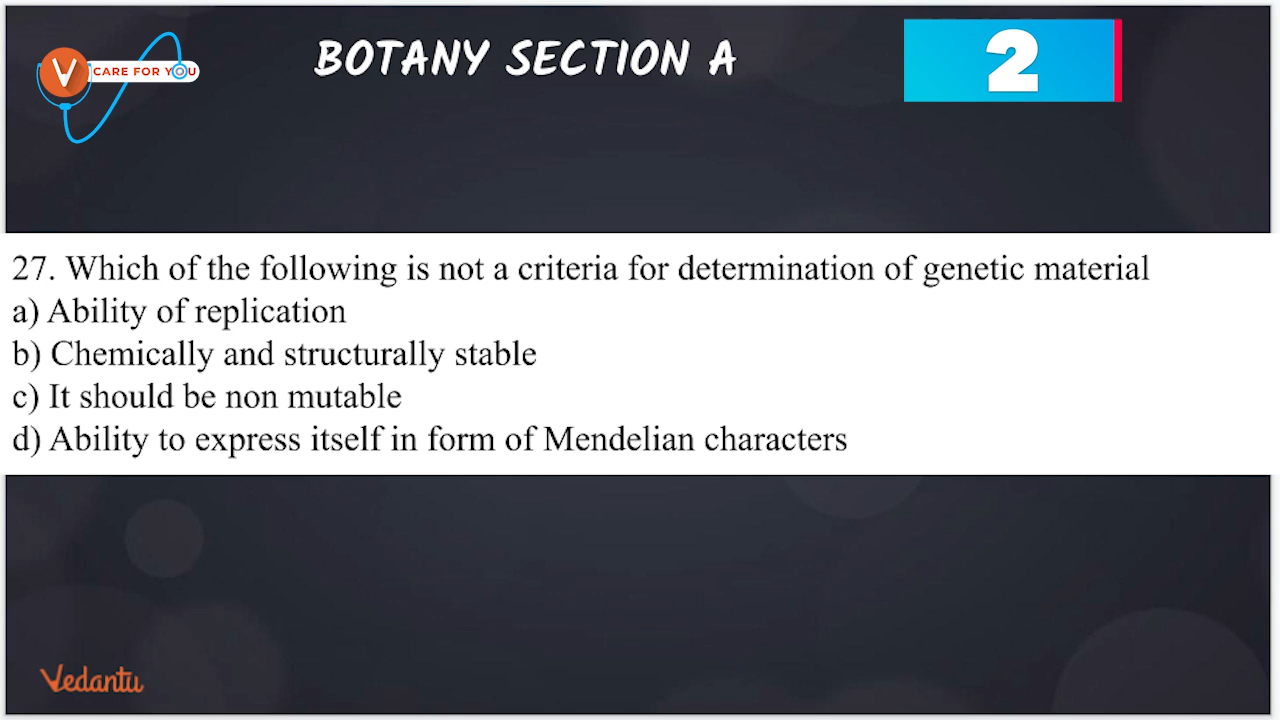 BOTANY SECTION A
2
V CARE FOR YOU
27. Which of the following is not a criteria for determination of genetic material
a) Ability of replication
b) Chemically and structurally stable
c) It should be non mutable
d) Ability to express itself in form of Mendelian characters
Vedantu